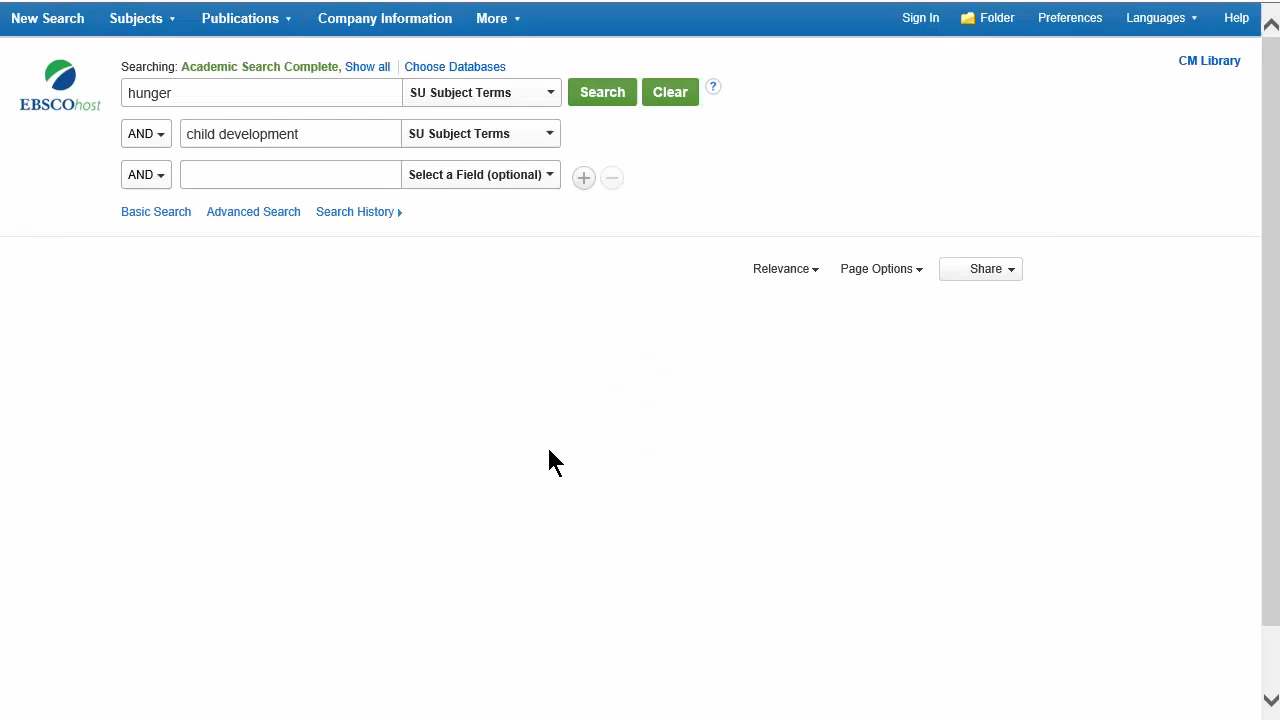 New Search Subjects Publications Company Information More Sign In Folder Preferences Languages Help
Searching: Academic Search Complete, Show all Choose Databases CM Library
EBSCOhost
hunger SU Subject Terms Search Clear ?
AND child development SU Subject Terms
AND Select a Field (optional)
Basic Search Advanced Search Search History
Relevance Page Options Share